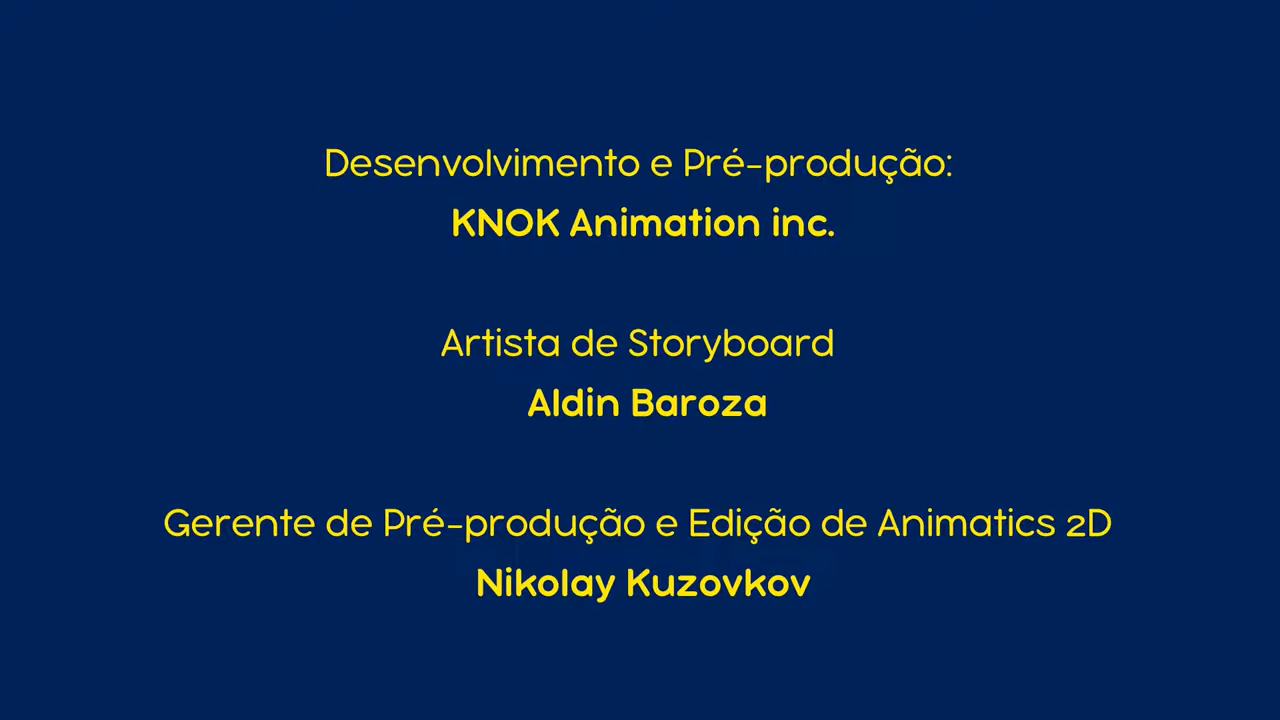 Desenvolvimento e Pré-produção:
KNOK Animation inc.
Artista de Storyboard
Aldin Baroza
Gerente de Pré-produção e Edição de Animatics 2D
Nikolay Kuzovkov